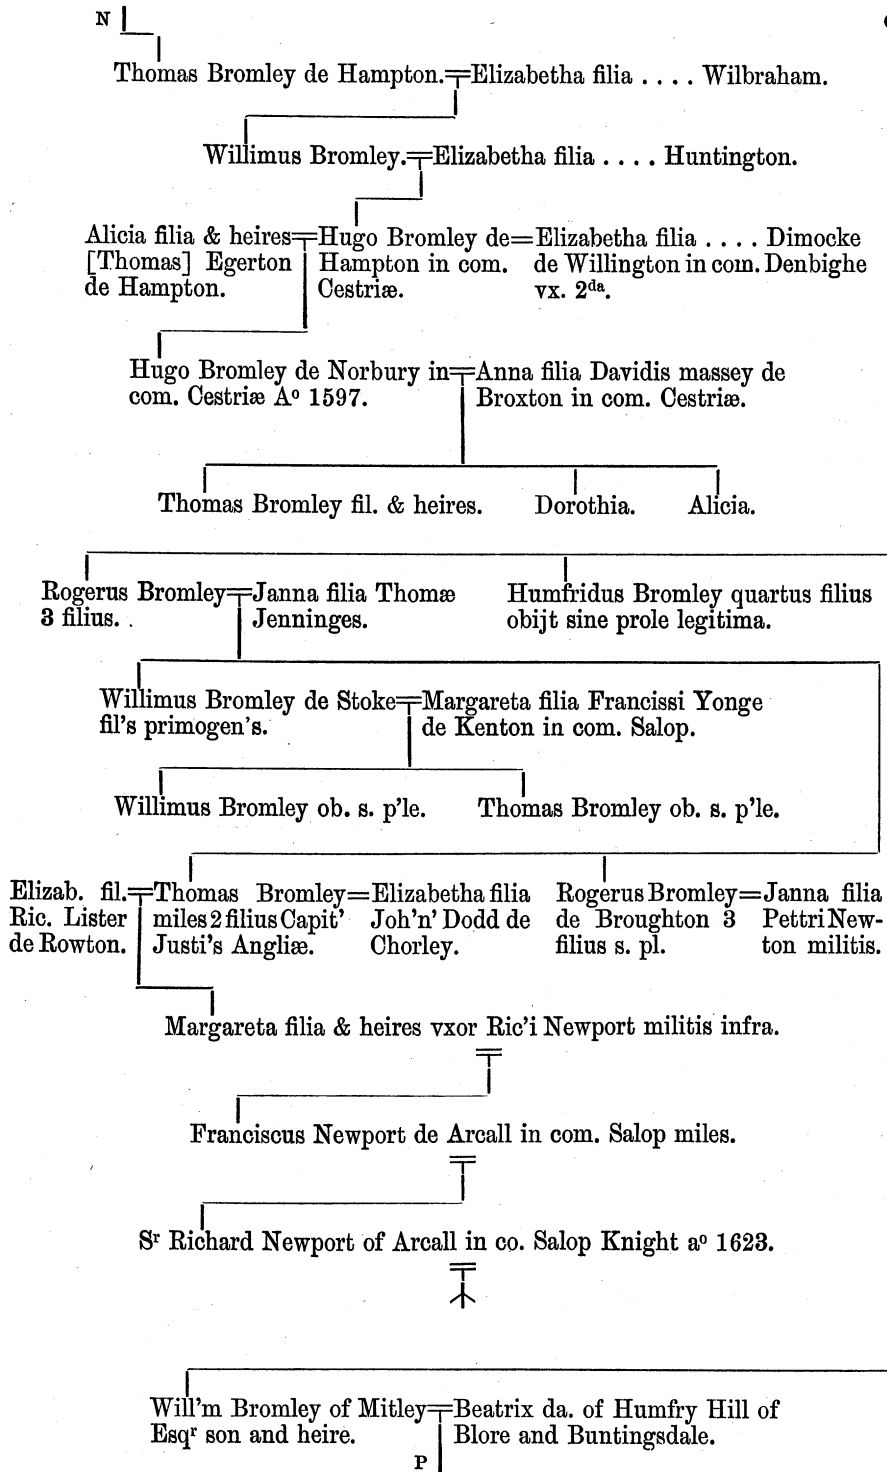 N
Thomas Bromley de Hampton.=Elizabetha filia . . . . Wilbraham.
Willimus Bromley.=Elizabetha filia . . . . Huntington.
Alicia filia & heires=Hugo Bromley de=Elizabetha filia . . . . Dimocke
[Thomas] Egerton Hampton in com. de Willington in com. Denbighe
de Hampton. Cestriæ. vx. 2da.
Hugo Bromley de Norbury in=Anna filia Davidis massey de
com. Cestriæ Ao 1597. Broxton in com. Cestriæ.
Thomas Bromley fil. & heires. Dorothia. Alicia.
Rogerus Bromley=Janna filia Thomæ Humfridus Bromley quartus filius
3 filius. Jenninges. obijt sine prole legitima.
Willimus Bromley de Stoke=Margareta filia Francissi Yonge
fil's primogen's. de Kenton in com. Salop.
Willimus Bromley ob. s. p'le. Thomas Bromley ob. s. p'le.
Elizab. fil.=Thomas Bromley=Elizabetha filia Rogerus Bromley=Janna filia
Ric. Lister miles 2 filius Capit' Joh'n' Dodd de de Broughton 3 Pettri New-
de Rowton. Justi's Angliæ. Chorley. filius s. pl. ton militis.
Margareta filia & heires vxor Ric'i Newport militis infra.
Franciscus Newport de Arcall in com. Salop miles.
Sr Richard Newport of Arcall in co. Salop Knight ao 1623.
Will'm Bromley of Mitley=Beatrix da. of Humfry Hill of
Esqr son and heire. Blore and Buntingsdale.
P